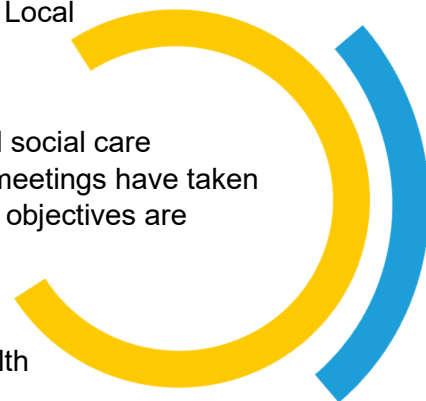 Local
social care
meetings have taken
objectives are
lth